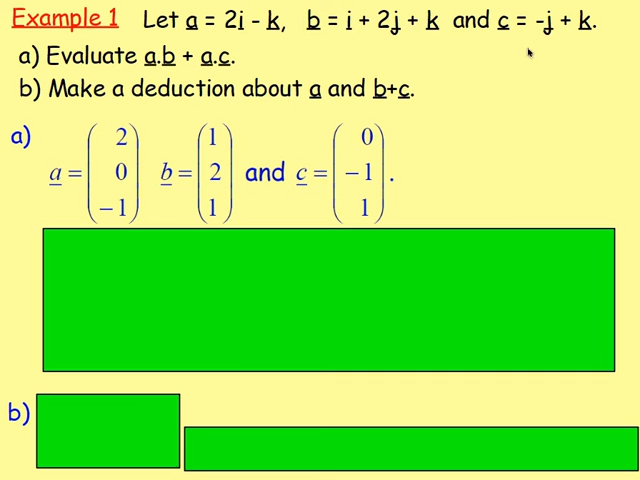 Example 1 Let a = 2i - k, b = i + 2j + k and c = -j + k.
a) Evaluate a.b + a.c.
b) Make a deduction about a and b+c.
a)
a = ( 2 0 −1 ) b = ( 1 2 1 ) and c = ( 0 −1 1 ) .
b)